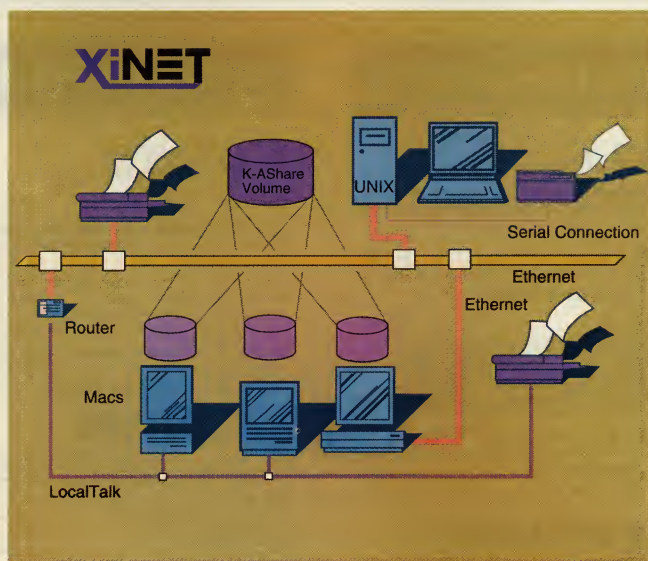 XiNET
K-AShare
Volume
UNIX
Serial Connection
Ethernet
Ethernet
Router
Macs
LocalTalk